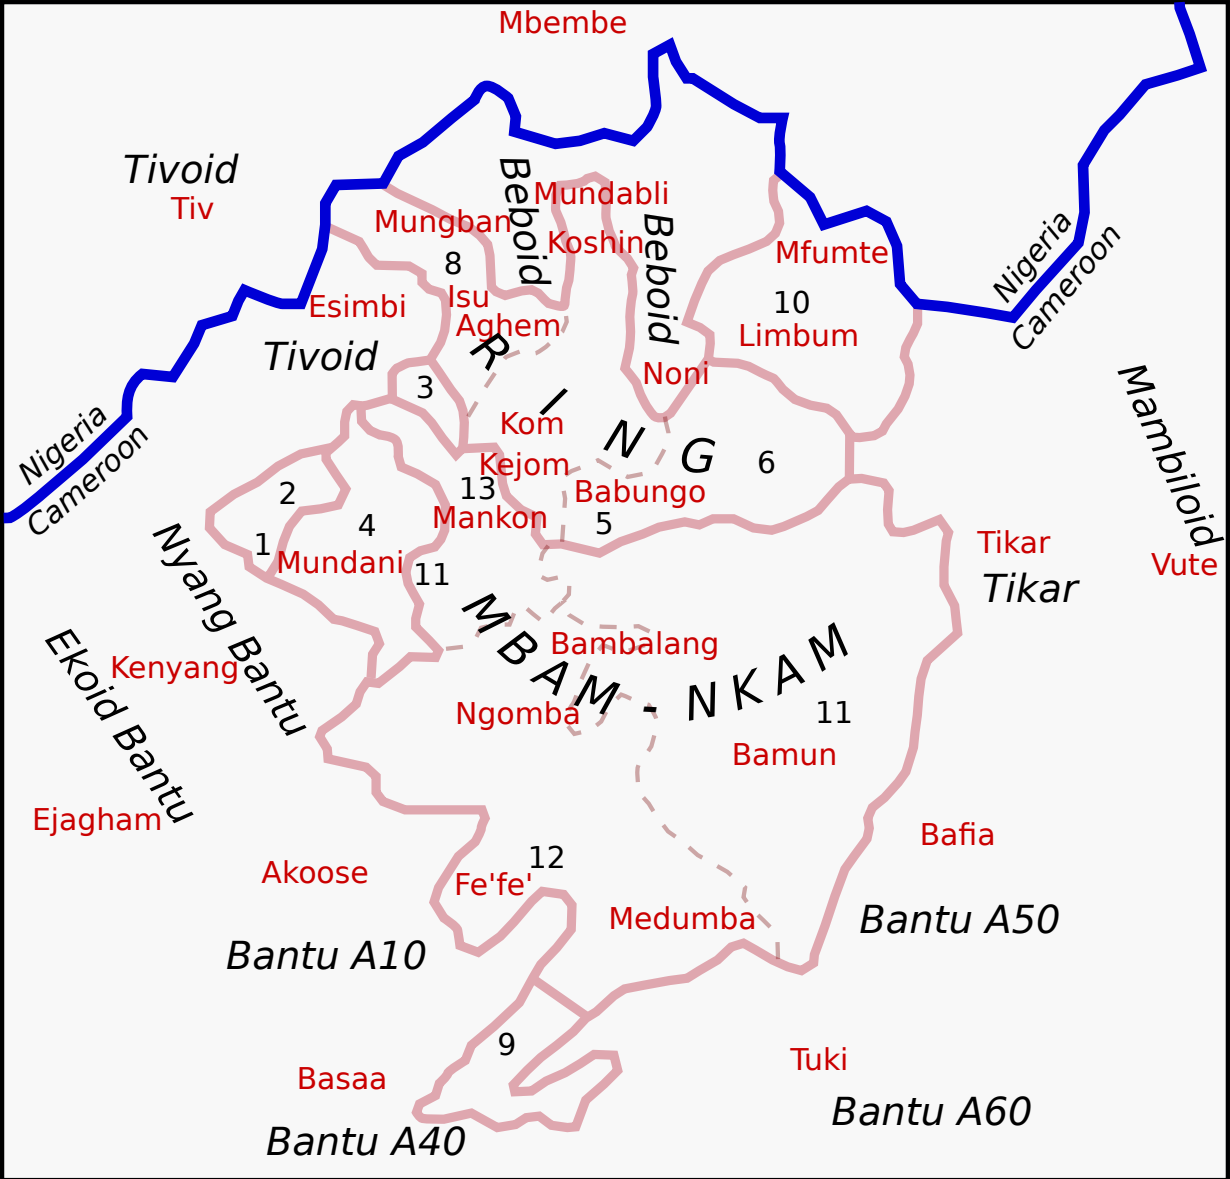 Mbembe
Tivoid
Tiv
Beboid
Mundabli
Mungban
Koshin
Beboid
Mfumte
Nigeria
Cameroon
8
Isu
Esimbi
Aghem
10
Limbum
Tivoid
RING
3
Noni
Mambiloid
Kom
Nigeria
Cameroon
Kejom
6
2
13
Babungo
Mankon
4
5
1
Mundani
11
Tikar
Vute
Tikar
Nyang Bantu
MBAM-NKAM
Bambalang
Ekoid Bantu
Kenyang
Ngomba
11
Bamun
Ejagham
Bafia
12
Akoose
Fe'fe'
Medumba
Bantu A50
Bantu A10
9
Basaa
Tuki
Bantu A60
Bantu A40